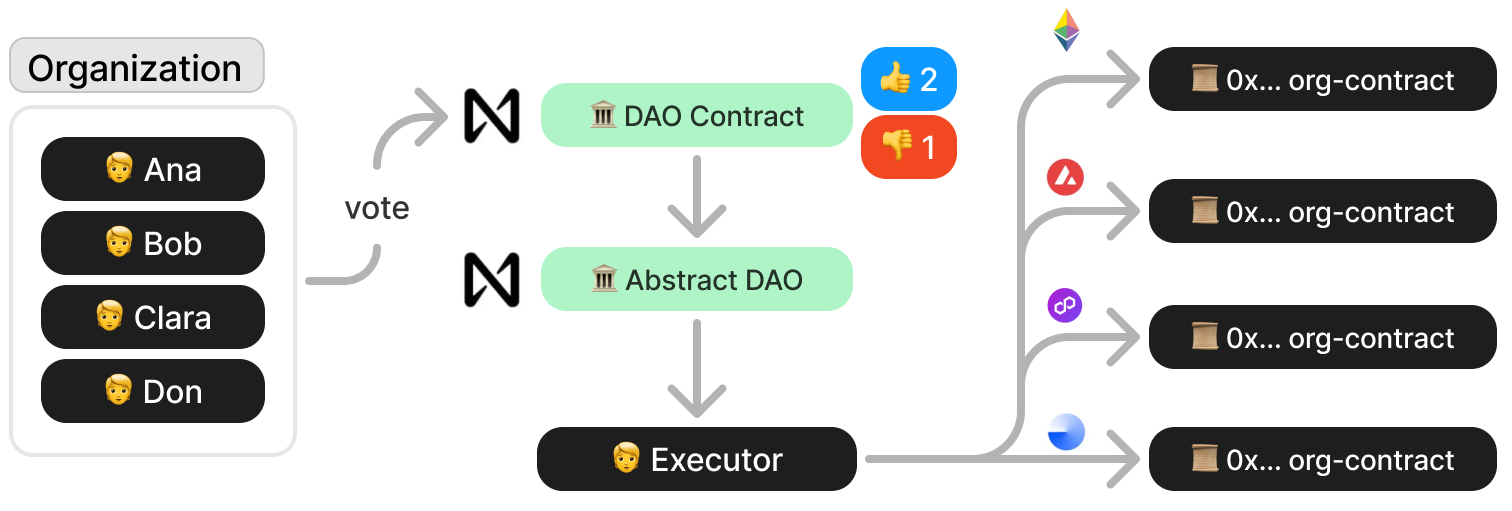 Organization
Ana
Bob
Clara
Don
vote
DAO Contract
2
1
Abstract DAO
Executor
0x... org-contract
0x... org-contract
0x... org-contract
0x... org-contract